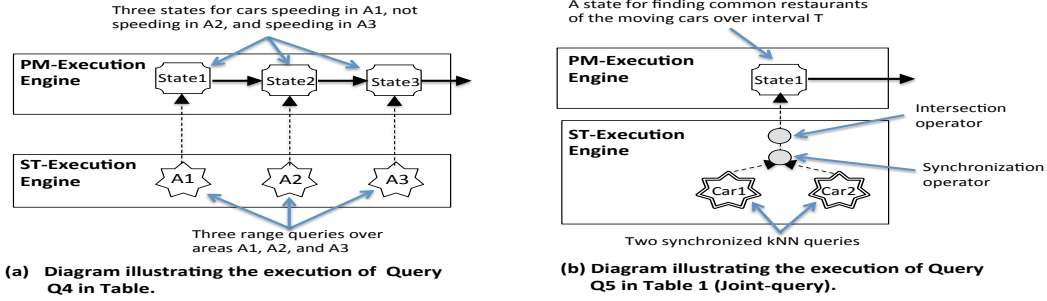 Three states for cars speeding in A1, not
speeding in A2, and speeding in A3
PM-Execution
Engine
State1
State2
State3
ST-Execution
Engine
A1
A2
A3
Three range queries over
areas A1, A2, and A3
(a) Diagram illustrating the execution of Query
Q4 in Table.
A state for finding common restaurants
of the moving cars over interval T
PM-Execution
Engine
State1
Intersection
operator
ST-Execution
Engine
Synchronization
operator
Car1
Car2
Two synchronized kNN queries
(b) Diagram illustrating the execution of Query
Q5 in Table 1 (Joint-query).